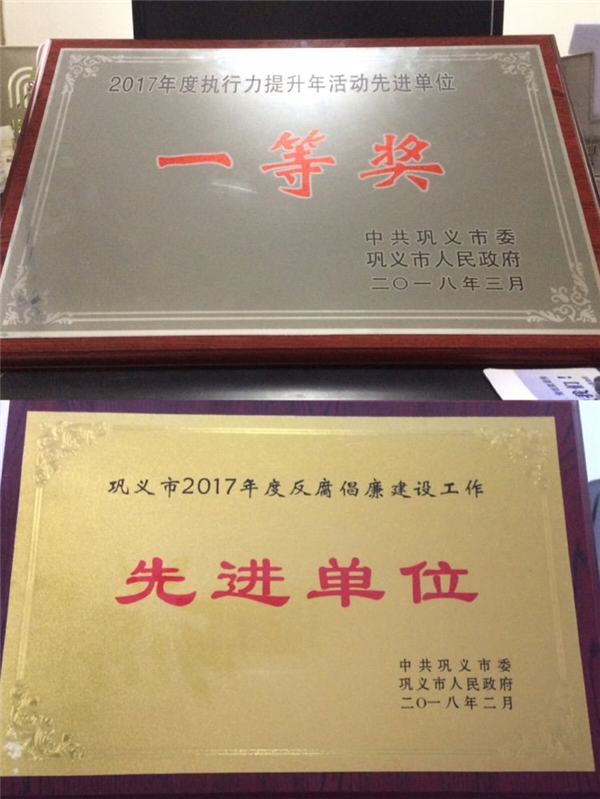 2017年度执行力提升年活动先进单位
一等奖
中共巩义市委
巩义市人民政府
二〇一八年三月
巩义市2017年度反腐倡廉建设工作
先进单位
中共巩义市委
巩义市人民政府
二〇一八年二月